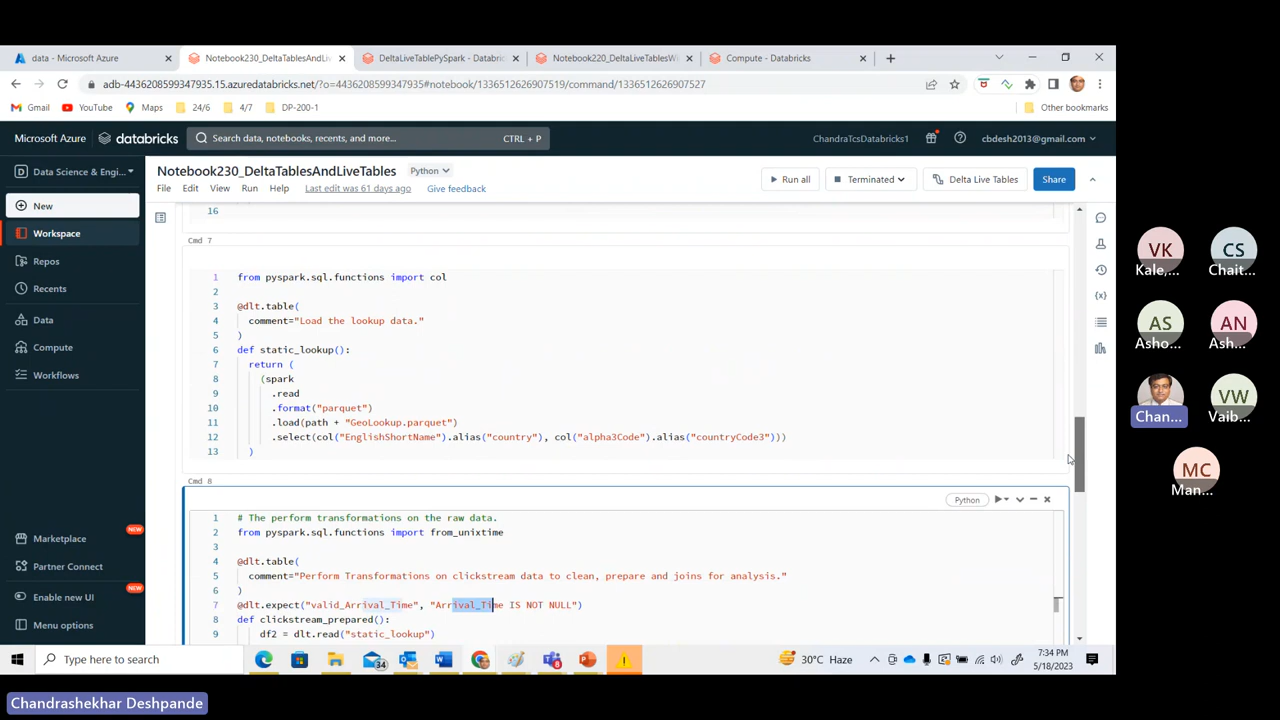 data - Microsoft Azure
Notebook230_DeltaTablesAndLiv
DeltaLiveTablePySpark - Databric
Notebook220_DeltaLiveTablesWi
Compute - Databricks
adb-4436208599347935.15.azuredatabricks.net/?o=4436208599347935#notebook/1336512626907519/command/1336512626907527
Gmail
YouTube
Maps
24/6
4/7
DP-200-1
Other bookmarks
Microsoft Azure
databricks
Search data, notebooks, recents, and more...
CTRL + P
ChandraTcsDatabricks1
cbdesh2013@gmail.com
D
Data Science & Engi...
Notebook230_DeltaTablesAndLiveTables
Python
File
Edit
View
Run
Help
Last edit was 61 days ago
Give feedback
Run all
Terminated
Delta Live Tables
Share
New
Workspace
Repos
Recents
Data
Compute
Workflows
Marketplace
NEW
Partner Connect
Enable new UI
NEW
Menu options
16
Cmd 7
1 from pyspark.sql.functions import col
2
3 @dlt.table(
4 comment="Load the lookup data."
5 )
6 def static_lookup():
7 return (
8 (spark
9 .read
10 .format("parquet")
11 .load(path + "GeoLookup.parquet")
12 .select(col("EnglishShortName").alias("country"), col("alpha3Code").alias("countryCode3")))
13 )
Cmd 8
Python
1 # The perform transformations on the raw data.
2 from pyspark.sql.functions import from_unixtime
3
4 @dlt.table(
5 comment="Perform Transformations on clickstream data to clean, prepare and joins for analysis."
6 )
7 @dlt.expect("valid_Arrival_Time", "Arrival_Time IS NOT NULL")
8 def clickstream_prepared():
9 df2 = dlt.read("static_lookup")
Type here to search
34
8
30°C Haze
7:34 PM
5/18/2023
VK
Kale,...
CS
Chait...
AS
Asho...
AN
Ash...
Chan...
VW
Vaib...
MC
Man...
Chandrashekhar Deshpande